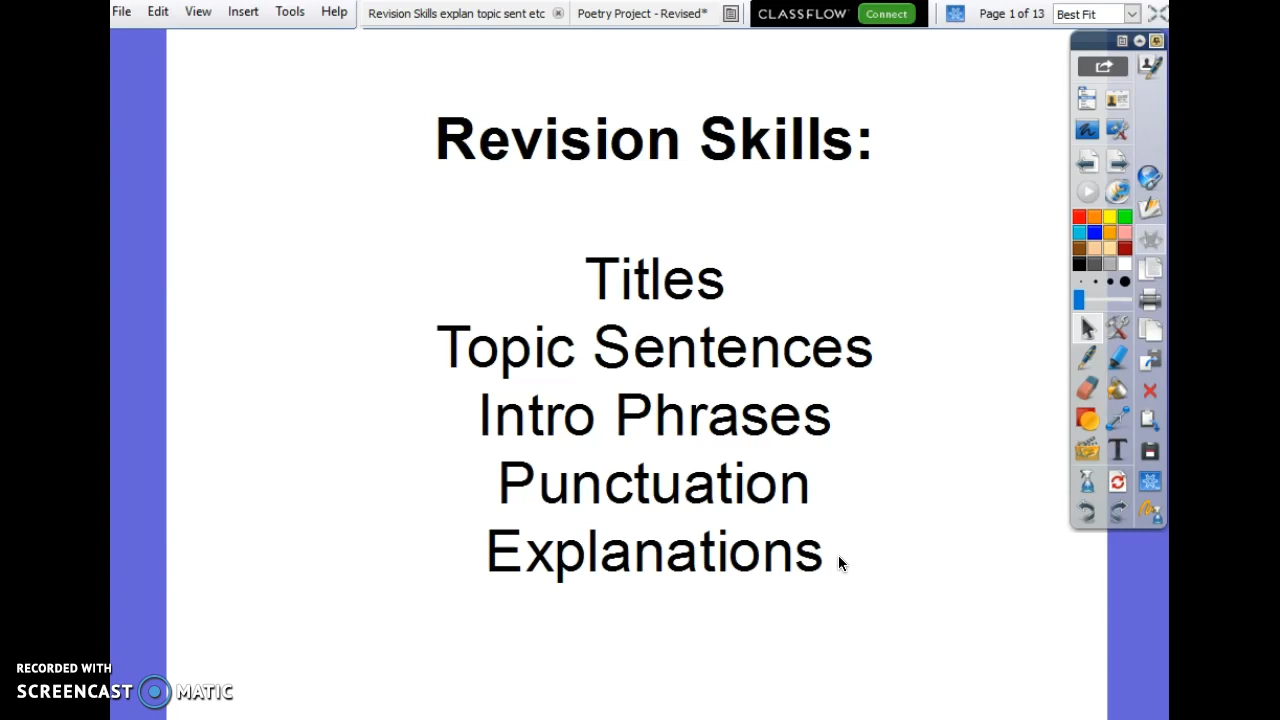 File Edit View Insert Tools Help Revision Skills explan topic sent etc Poetry Project - Revised* CLASSFLOW Connect Page 1 of 13 Best Fit
Revision Skills:
Titles
Topic Sentences
Intro Phrases
Punctuation
Explanations
T
RECORDED WITH
SCREENCAST MATIC